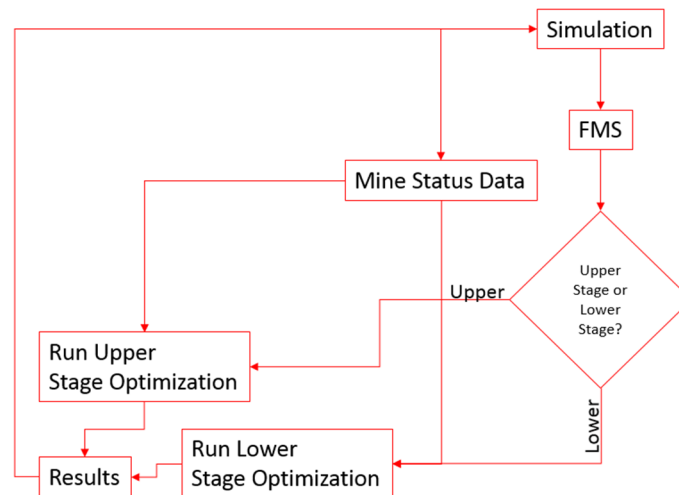 Simulation
FMS
Mine Status Data
Upper
Stage or
Lower
Stage?
Upper
Run Upper
Stage Optimization
Lower
Run Lower
Stage Optimization
Results